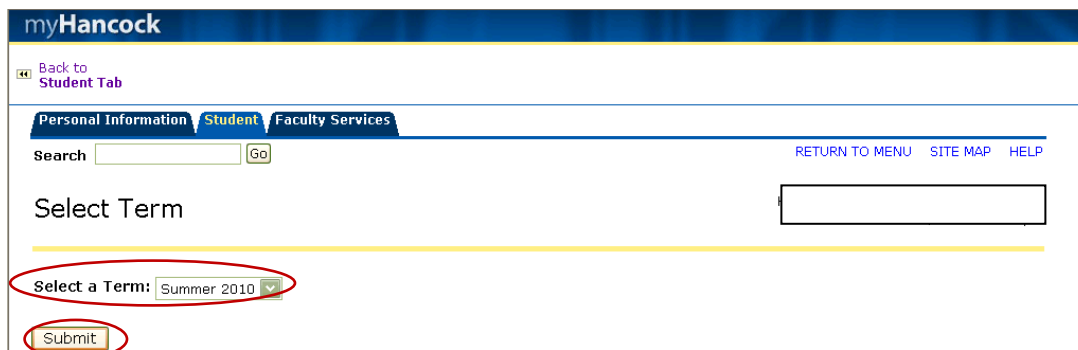 myHancock
Back to
Student Tab
Personal Information Student Faculty Services
Search Go RETURN TO MENU SITE MAP HELP
Select Term
Select a Term: Summer 2010
Submit